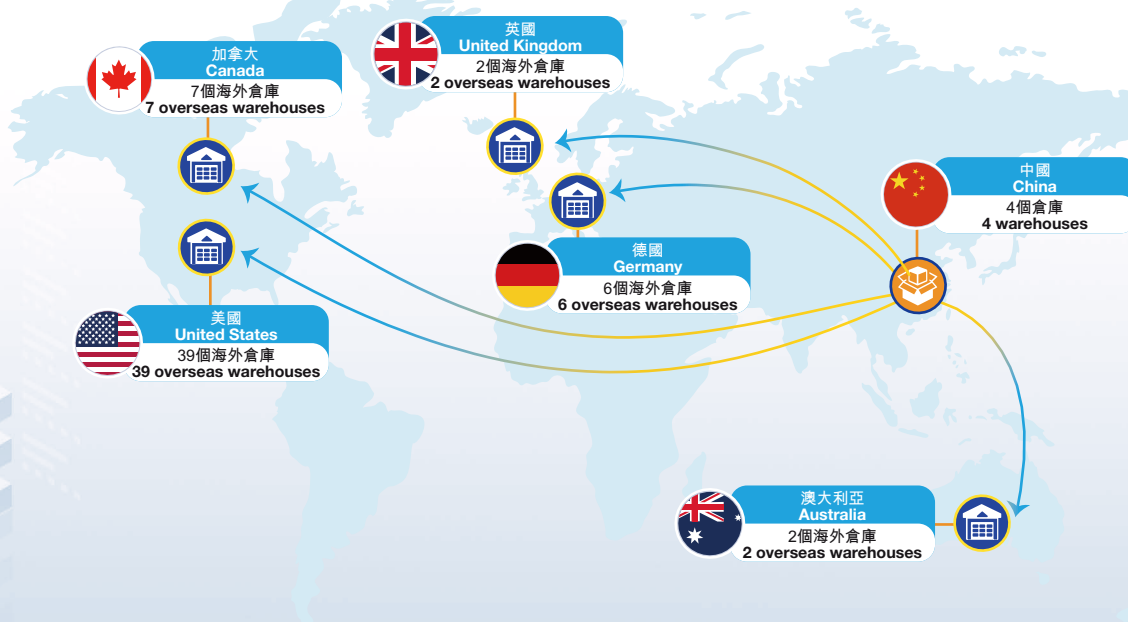 加拿大
Canada
7個海外倉庫
7 overseas warehouses
英國
United Kingdom
2個海外倉庫
2 overseas warehouses
中國
China
4個倉庫
4 warehouses
德國
Germany
6個海外倉庫
6 overseas warehouses
美國
United States
39個海外倉庫
39 overseas warehouses
澳大利亞
Australia
2個海外倉庫
2 overseas warehouses